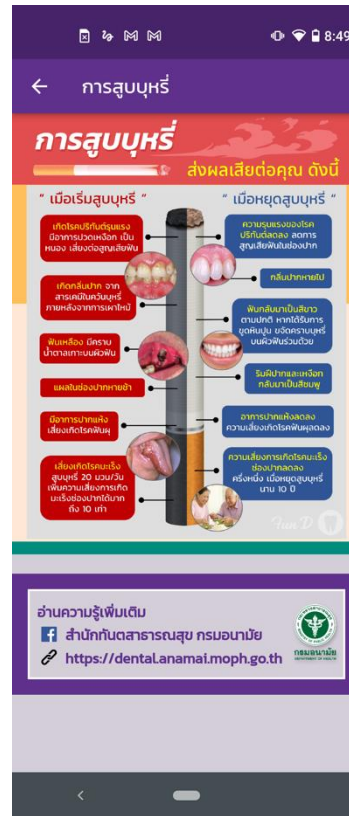 8:49
การสูบบุหรี่
การสูบบุหรี่
ส่งผลเสียต่อคุณ ดังนี้
“ เมื่อเริ่มสูบบุหรี่ “
เกิดโรคปริทันต์รุนแรง
มีอาการปวดเหงือก เป็น
หนอง เสี่ยงต่อสูญเสียฟัน
เกิดกลิ่นปาก จาก
สารเคมีในควันบุหรี่
ภายหลังจากการเผาไหม้
ฟันเหลือง มีคราบ
น้ำตาลเกาะบนผิวฟัน
แผลในช่องปากหายช้า
มีอาการปากแห้ง
เสี่ยงเกิดโรคฟันผุ
เสี่ยงเกิดโรคมะเร็ง
สูบบุหรี่ 20 มวน/วัน
เพิ่มความเสี่ยงการเกิด
มะเร็งช่องปากได้มาก
ถึง 10 เท่า
“ เมื่อหยุดสูบบุหรี่ “
ความรุนแรงของโรค
ปริทันต์ลดลง ลดการ
สูญเสียฟันในช่องปาก
กลิ่นปากหายไป
ฟันกลับมาเป็นสีขาว
ตามปกติ หากได้รับการ
ขูดหินปูน ขจัดคราบบุหรี่
บนผิวฟันร่วมด้วย
ริมฝีปากและเหงือก
กลับมาเป็นสีชมพู
อาการปากแห้งลดลง
ความเสี่ยงเกิดโรคฟันผุลดลง
ความเสี่ยงการเกิดโรคมะเร็ง
ช่องปากลดลง
ครึ่งหนึ่ง เมื่อหยุดสูบบุหรี่
นาน 10 ปี
Fun D
อ่านความรู้เพิ่มเติม
สำนักทันตสาธารณสุข กรมอนามัย
https://dental.anamai.moph.go.th
กรมอนามัย
DEPARTMENT OF HEALTH